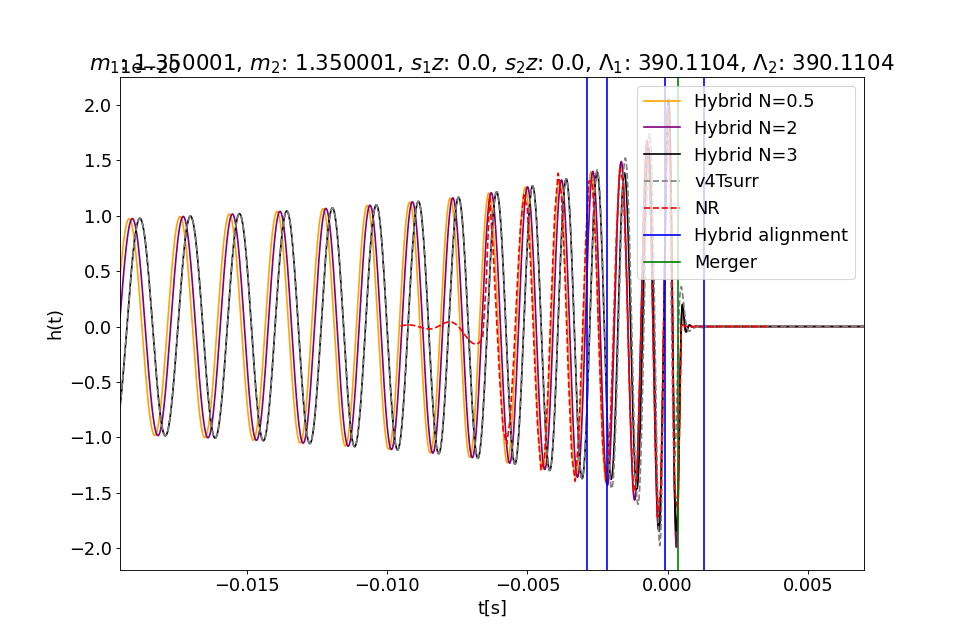 m₁: 1.350001, m₂: 1.350001, s₁z: 0.0, s₂z: 0.0, Λ₁: 390.1104, Λ₂: 390.1104
1e−20
2.0
1.5
1.0
0.5
0.0
−0.5
−1.0
−1.5
−2.0
h(t)
Hybrid N=0.5
Hybrid N=2
Hybrid N=3
v4Tsurr
NR
Hybrid alignment
Merger
−0.015
−0.010
−0.005
0.000
0.005
t[s]